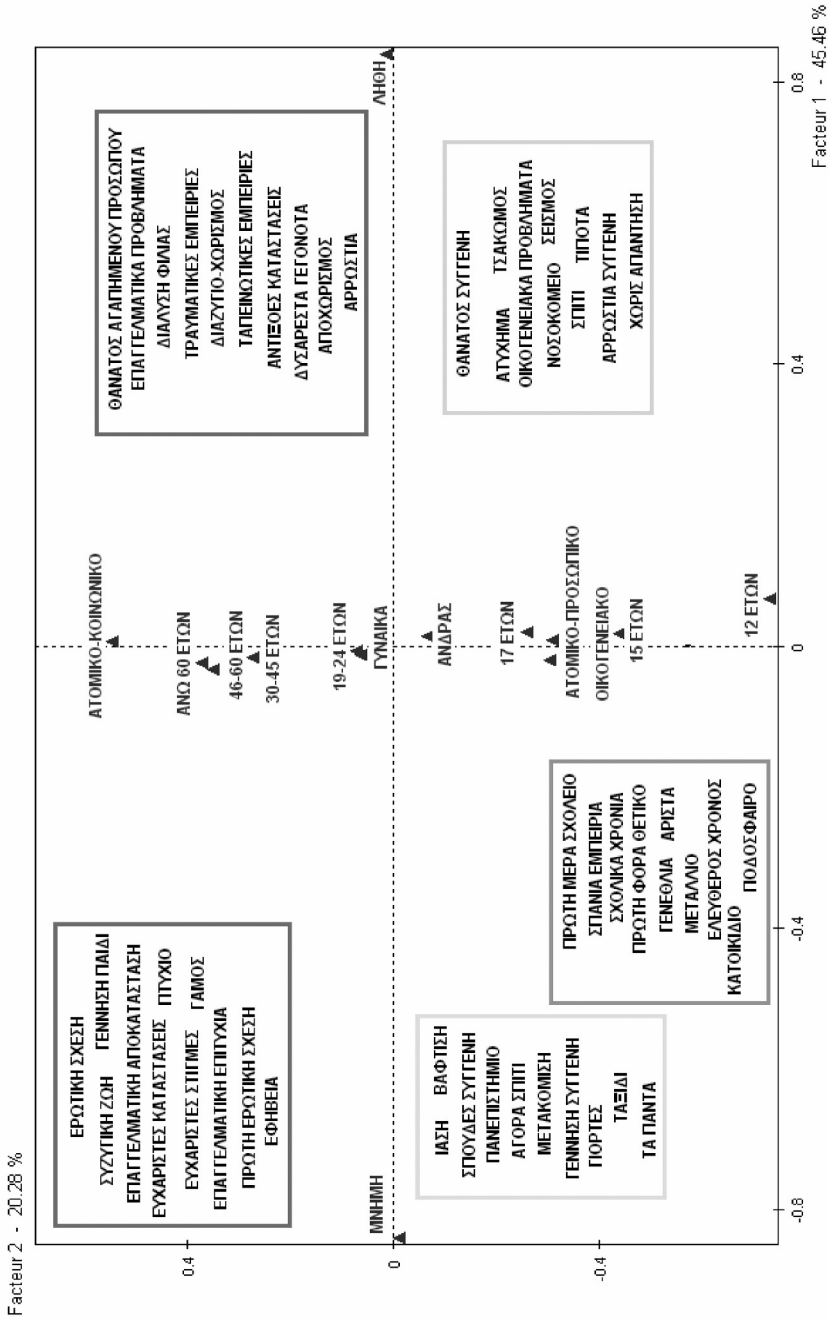 Facteur 2 - 20.28 %
0.4
0
-0.4
-0.8
-0.4
0
0.4
0.8
Facteur 1 - 45.46 %
ΕΡΩΤΙΚΗ ΣΧΕΣΗ
ΣΥΖΥΓΙΚΗ ΖΩΗ ΓΕΝΝΗΣΗ ΠΑΙΔΙ
ΕΠΑΓΓΕΛΜΑΤΙΚΗ ΑΠΟΚΑΤΑΣΤΑΣΗ
ΕΥΧΑΡΙΣΤΕΣ ΚΑΤΑΣΤΑΣΕΙΣ ΠΤΥΧΙΟ
ΕΥΧΑΡΙΣΤΕΣ ΣΤΙΓΜΕΣ ΓΑΜΟΣ
ΕΠΑΓΓΕΛΜΑΤΙΚΗ ΕΠΙΤΥΧΙΑ
ΠΡΩΤΗ ΕΡΩΤΙΚΗ ΣΧΕΣΗ
ΕΦΗΒΕΙΑ
ΑΤΟΜΙΚΟ-ΚΟΙΝΩΝΙΚΟ
ΑΝΩ 60 ΕΤΩΝ
46-60 ΕΤΩΝ
30-45 ΕΤΩΝ
19-24 ΕΤΩΝ
ΓΥΝΑΙΚΑ
ΘΑΝΑΤΟΣ ΑΓΑΠΗΜΕΝΟΥ ΠΡΟΣΩΠΟΥ
ΕΠΑΓΓΕΛΜΑΤΙΚΑ ΠΡΟΒΛΗΜΑΤΑ
ΔΙΑΛΥΣΗ ΦΙΛΙΑΣ
ΤΡΑΥΜΑΤΙΚΕΣ ΕΜΠΕΙΡΙΕΣ
ΔΙΑΖΥΓΙΟ-ΧΩΡΙΣΜΟΣ
ΤΑΠΕΙΝΩΤΙΚΕΣ ΕΜΠΕΙΡΙΕΣ
ΑΝΤΙΞΟΕΣ ΚΑΤΑΣΤΑΣΕΙΣ
ΔΥΣΑΡΕΣΤΑ ΓΕΓΟΝΟΤΑ
ΑΠΟΧΩΡΙΣΜΟΣ
ΑΡΡΩΣΤΙΑ
ΜΝΗΜΗ
ΛΗΘΗ
ΙΑΣΗ ΒΑΦΤΙΣΗ
ΣΠΟΥΔΕΣ ΣΥΓΓΕΝΗ
ΠΑΝΕΠΙΣΤΗΜΙΟ
ΑΓΟΡΑ ΣΠΙΤΙ
ΜΕΤΑΚΟΜΙΣΗ
ΓΕΝΝΗΣΗ ΣΥΓΓΕΝΗ
ΓΙΟΡΤΕΣ
ΤΑΞΙΔΙ
ΤΑ ΠΑΝΤΑ
ΠΡΩΤΗ ΜΕΡΑ ΣΧΟΛΕΙΟ
ΣΠΑΝΙΑ ΕΜΠΕΙΡΙΑ
ΣΧΟΛΙΚΑ ΧΡΟΝΙΑ
ΠΡΩΤΗ ΦΟΡΑ ΘΕΤΙΚΟ
ΓΕΝΕΘΛΙΑ ΑΡΙΣΤΑ
ΜΕΤΑΛΛΙΟ
ΕΛΕΥΘΕΡΟΣ ΧΡΟΝΟΣ
ΚΑΤΟΙΚΙΔΙΟ
ΠΟΔΟΣΦΑΙΡΟ
ΑΝΔΡΑΣ
17 ΕΤΩΝ
ΑΤΟΜΙΚΟ-ΠΡΟΣΩΠΙΚΟ
ΟΙΚΟΓΕΝΕΙΑΚΟ
15 ΕΤΩΝ
12 ΕΤΩΝ
ΘΑΝΑΤΟΣ ΣΥΓΓΕΝΗ
ΑΤΥΧΗΜΑ ΤΣΑΚΩΜΟΣ
ΟΙΚΟΓΕΝΕΙΑΚΑ ΠΡΟΒΛΗΜΑΤΑ
ΝΟΣΟΚΟΜΕΙΟ ΣΕΙΣΜΟΣ
ΣΠΙΤΙ ΤΙΠΟΤΑ
ΑΡΡΩΣΤΙΑ ΣΥΓΓΕΝΗ
ΧΩΡΙΣ ΑΠΑΝΤΗΣΗ